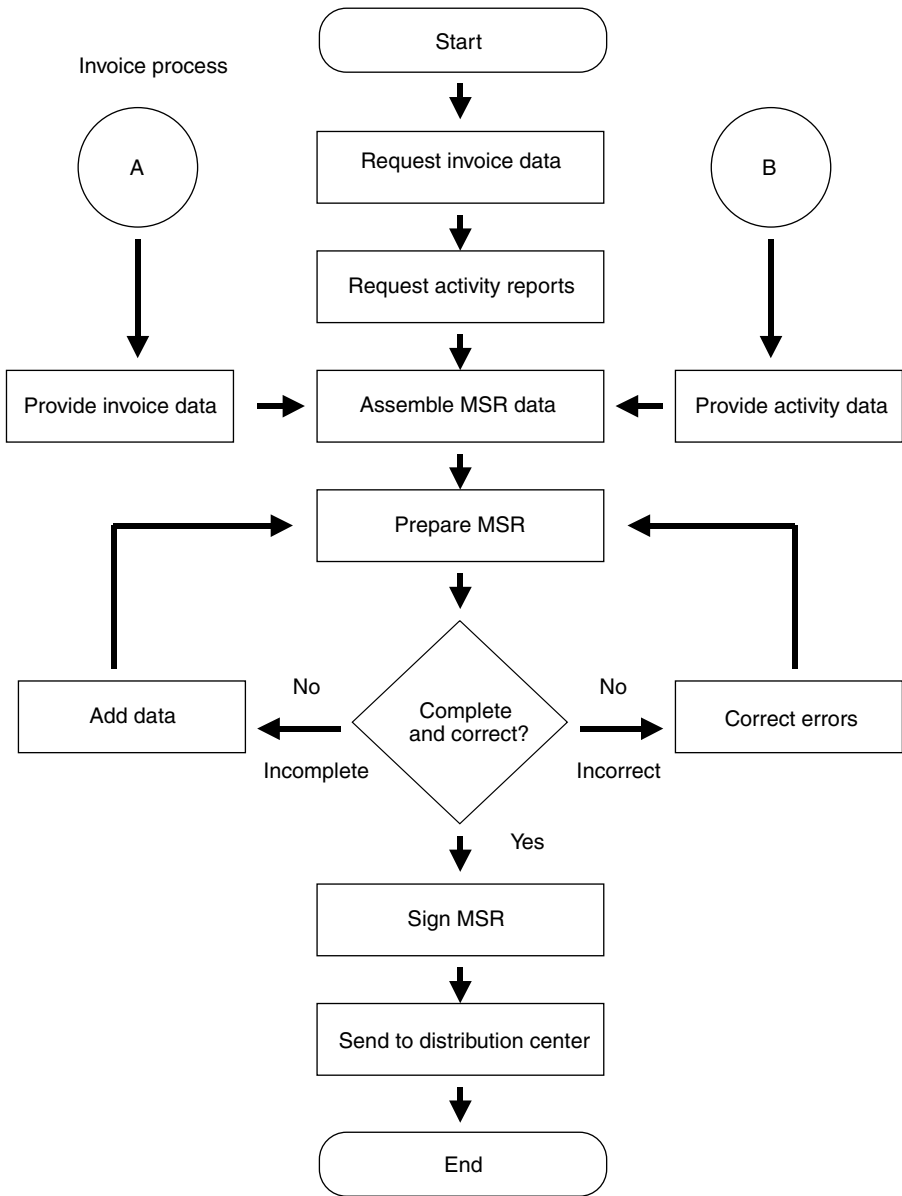 Start
Invoice process
A
Request invoice data
B
Request activity reports
Provide invoice data
Assemble MSR data
Provide activity data
Prepare MSR
No
No
Add data
Complete
and correct?
Correct errors
Incomplete
Incorrect
Yes
Sign MSR
Send to distribution center
End